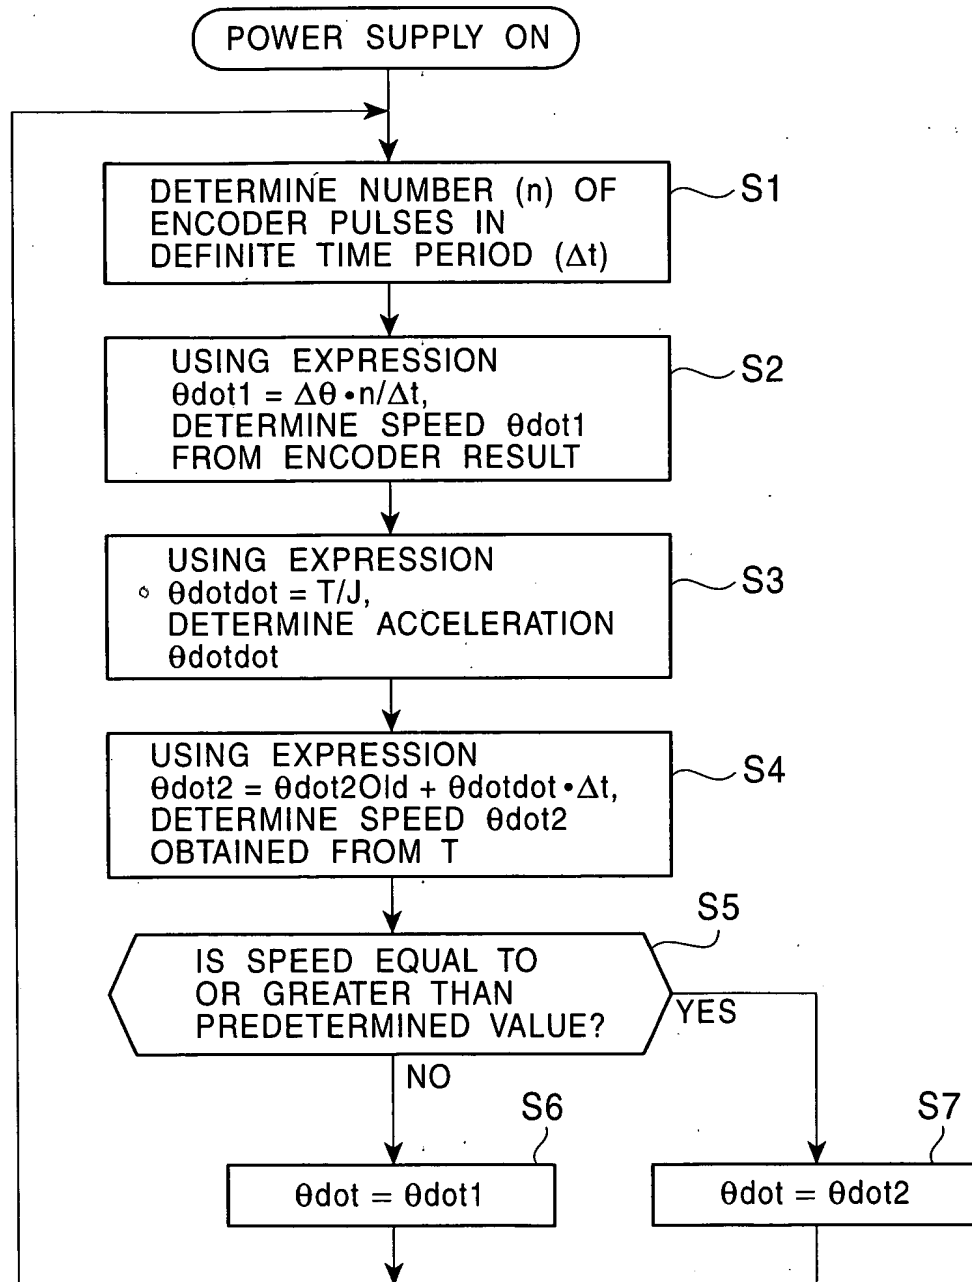 POWER SUPPLY ON
DETERMINE NUMBER (n) OF
ENCODER PULSES IN
DEFINITE TIME PERIOD (Δt)
S1
USING EXPRESSION
θdot1 = Δθ•n/Δt,
DETERMINE SPEED θdot1
FROM ENCODER RESULT
S2
USING EXPRESSION
θdotdot = T/J,
DETERMINE ACCELERATION
θdotdot
S3
USING EXPRESSION
θdot2 = θdot2Old + θdotdot•Δt,
DETERMINE SPEED θdot2
OBTAINED FROM T
S4
IS SPEED EQUAL TO
OR GREATER THAN
PREDETERMINED VALUE?
S5
YES
NO
S6
θdot = θdot1
S7
θdot = θdot2